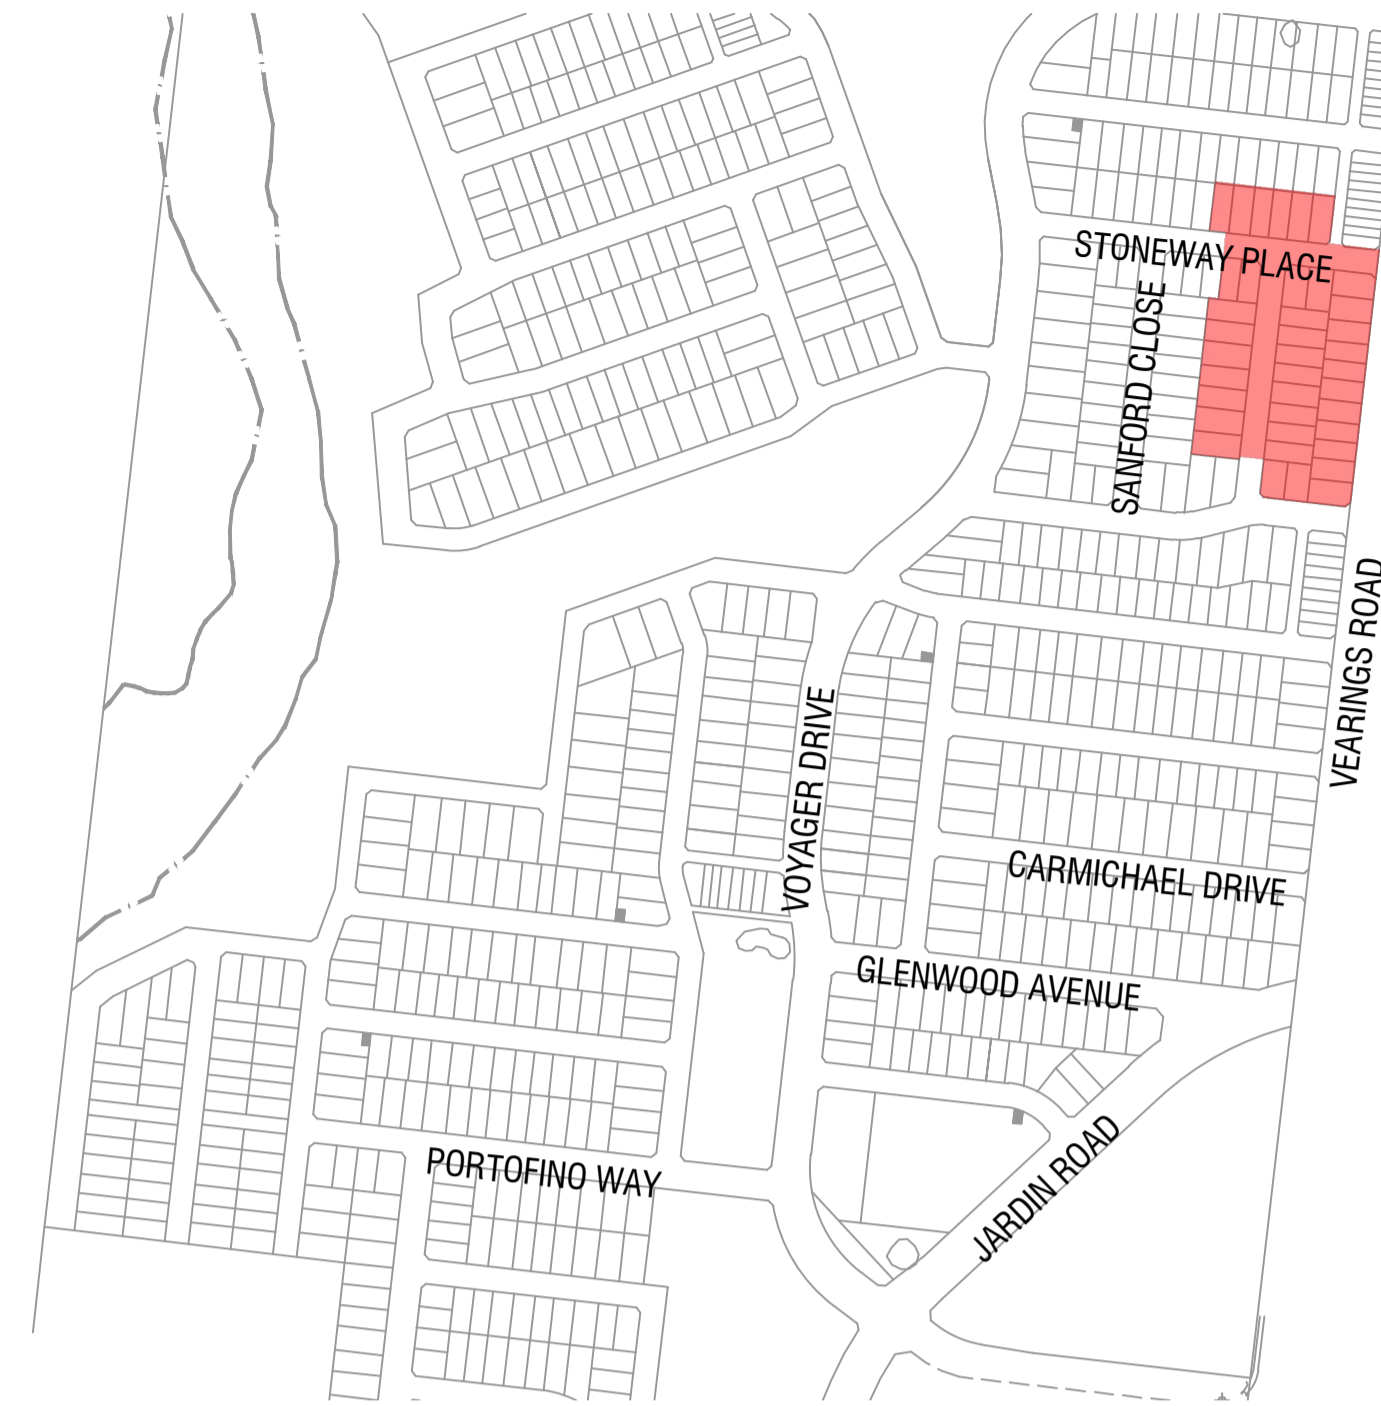 STONEWAY PLACE
SANFORD CLOSE
VEARINGS ROAD
VOYAGER DRIVE
CARMICHAEL DRIVE
GLENWOOD AVENUE
PORTOFINO WAY
JARDIN ROAD